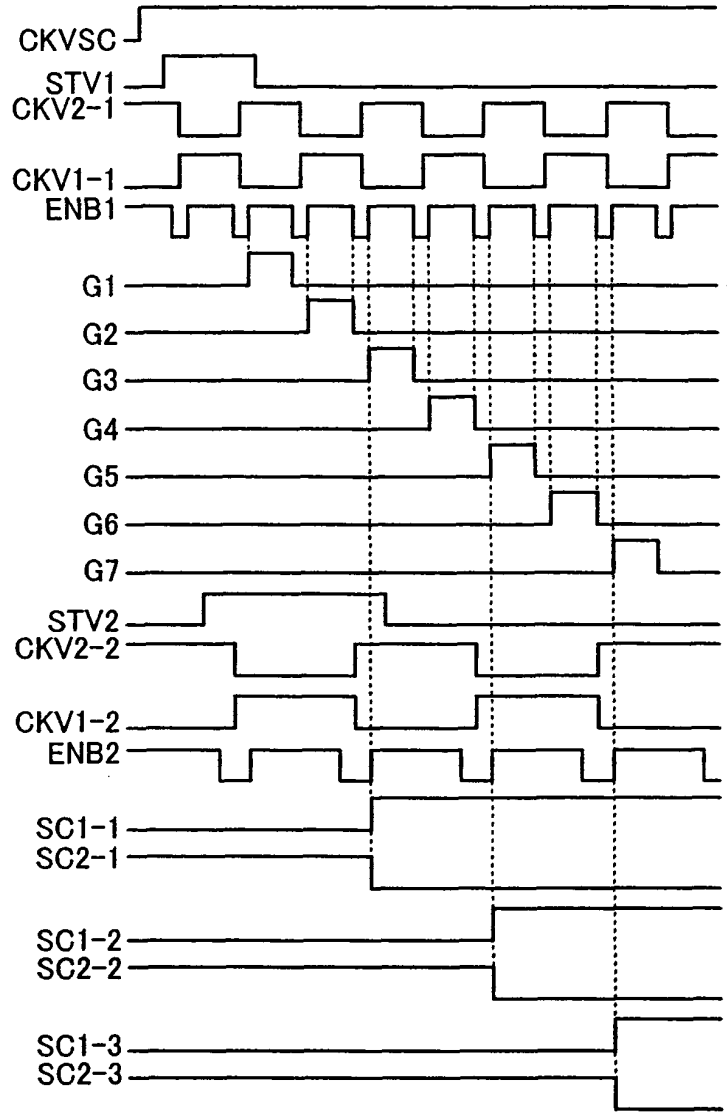 CKVSC
STV1
CKV2-1
CKV1-1
ENB1
G1
G2
G3
G4
G5
G6
G7
STV2
CKV2-2
CKV1-2
ENB2
SC1-1
SC2-1
SC1-2
SC2-2
SC1-3
SC2-3